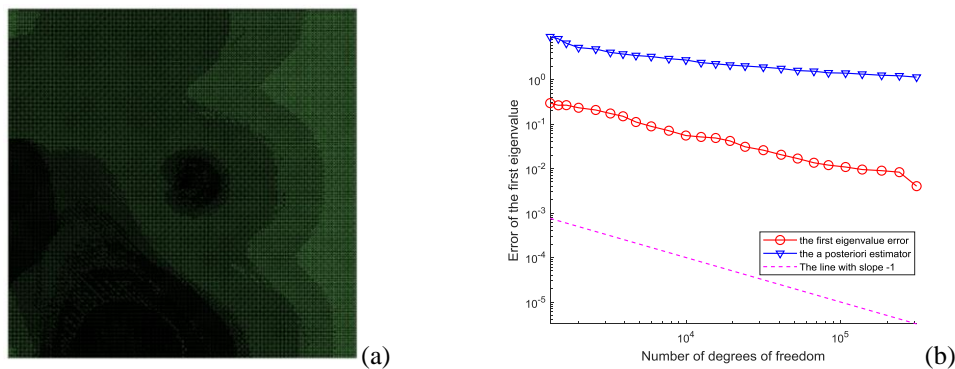 (a)
(b)
Error of the first eigenvalue
10^0
10^-1
10^-2
10^-3
10^-4
10^-5
the first eigenvalue error
the a posteriori estimator
The line with slope -1
10^4
10^5
Number of degrees of freedom